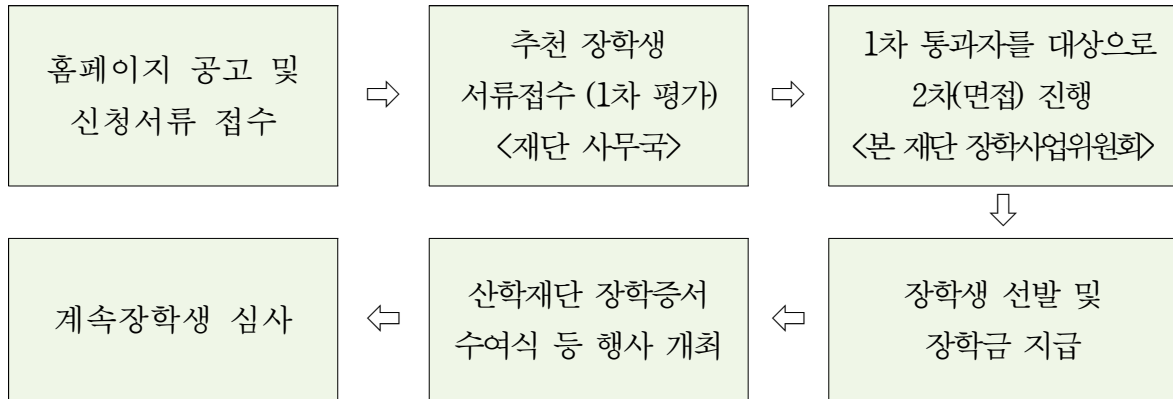 홈페이지 공고 및
신청서류 접수
⇨
추천 장학생
서류접수 (1차 평가)
<재단 사무국>
⇨
1차 통과자를 대상으로
2차(면접) 진행
<본 재단 장학사업위원회>
⇩
장학생 선발 및
장학금 지급
⇦
산학재단 장학증서
수여식 등 행사 개최
⇦
계속장학생 심사